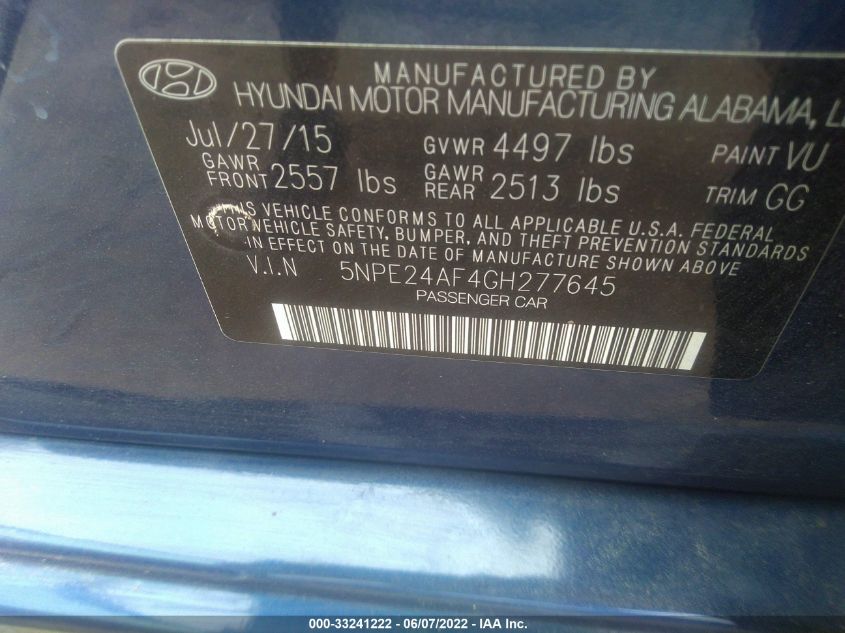 MANUFACTURED BY
HYUNDAI MOTOR MANUFACTURING ALABAMA,
Jul/27/15 GVWR 4497 lbs PAINT VU
GAWR FRONT 2557 lbs GAWR REAR 2513 lbs TRIM GG
THIS VEHICLE CONFORMS TO ALL APPLICABLE U.S.A. FEDERAL
MOTOR VEHICLE SAFETY, BUMPER, AND THEFT PREVENTION STANDARDS
IN EFFECT ON THE DATE OF MANUFACTURE SHOWN ABOVE
V.I.N 5NPE24AF4GH277645
PASSENGER CAR
000-33241222 - 06/07/2022 - © IAA, Inc.